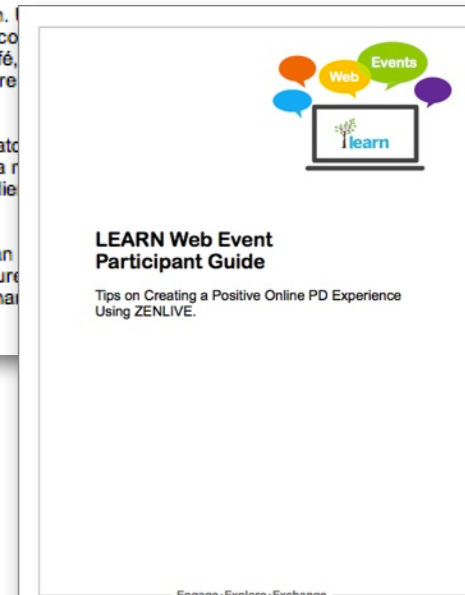 Events
Web
learn
LEARN Web Event
Participant Guide
Tips on Creating a Positive Online PD Experience
Using ZENLIVE.
Engage·Explore·Exchange